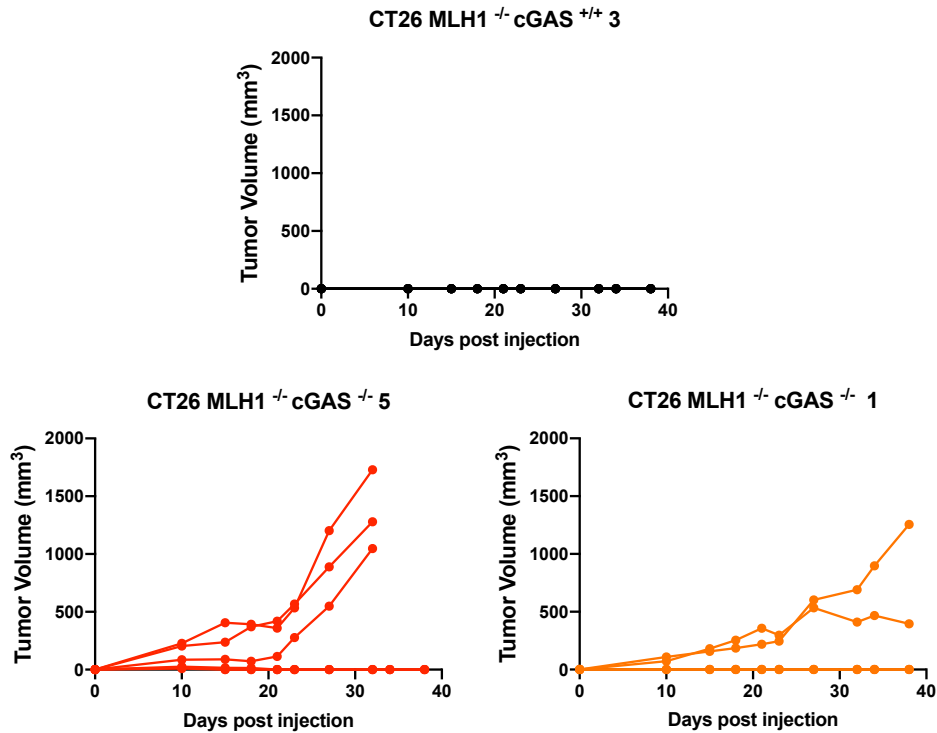 CT26 MLH1 -/- cGAS +/+ 3
Tumor Volume (mm3)
2000
1500
1000
500
0
0 10 20 30 40
Days post injection
CT26 MLH1 -/- cGAS -/- 5
Tumor Volume (mm3)
2000
1500
1000
500
0
0 10 20 30 40
Days post injection
CT26 MLH1 -/- cGAS -/- 1
Tumor Volume (mm3)
2000
1500
1000
500
0
0 10 20 30 40
Days post injection